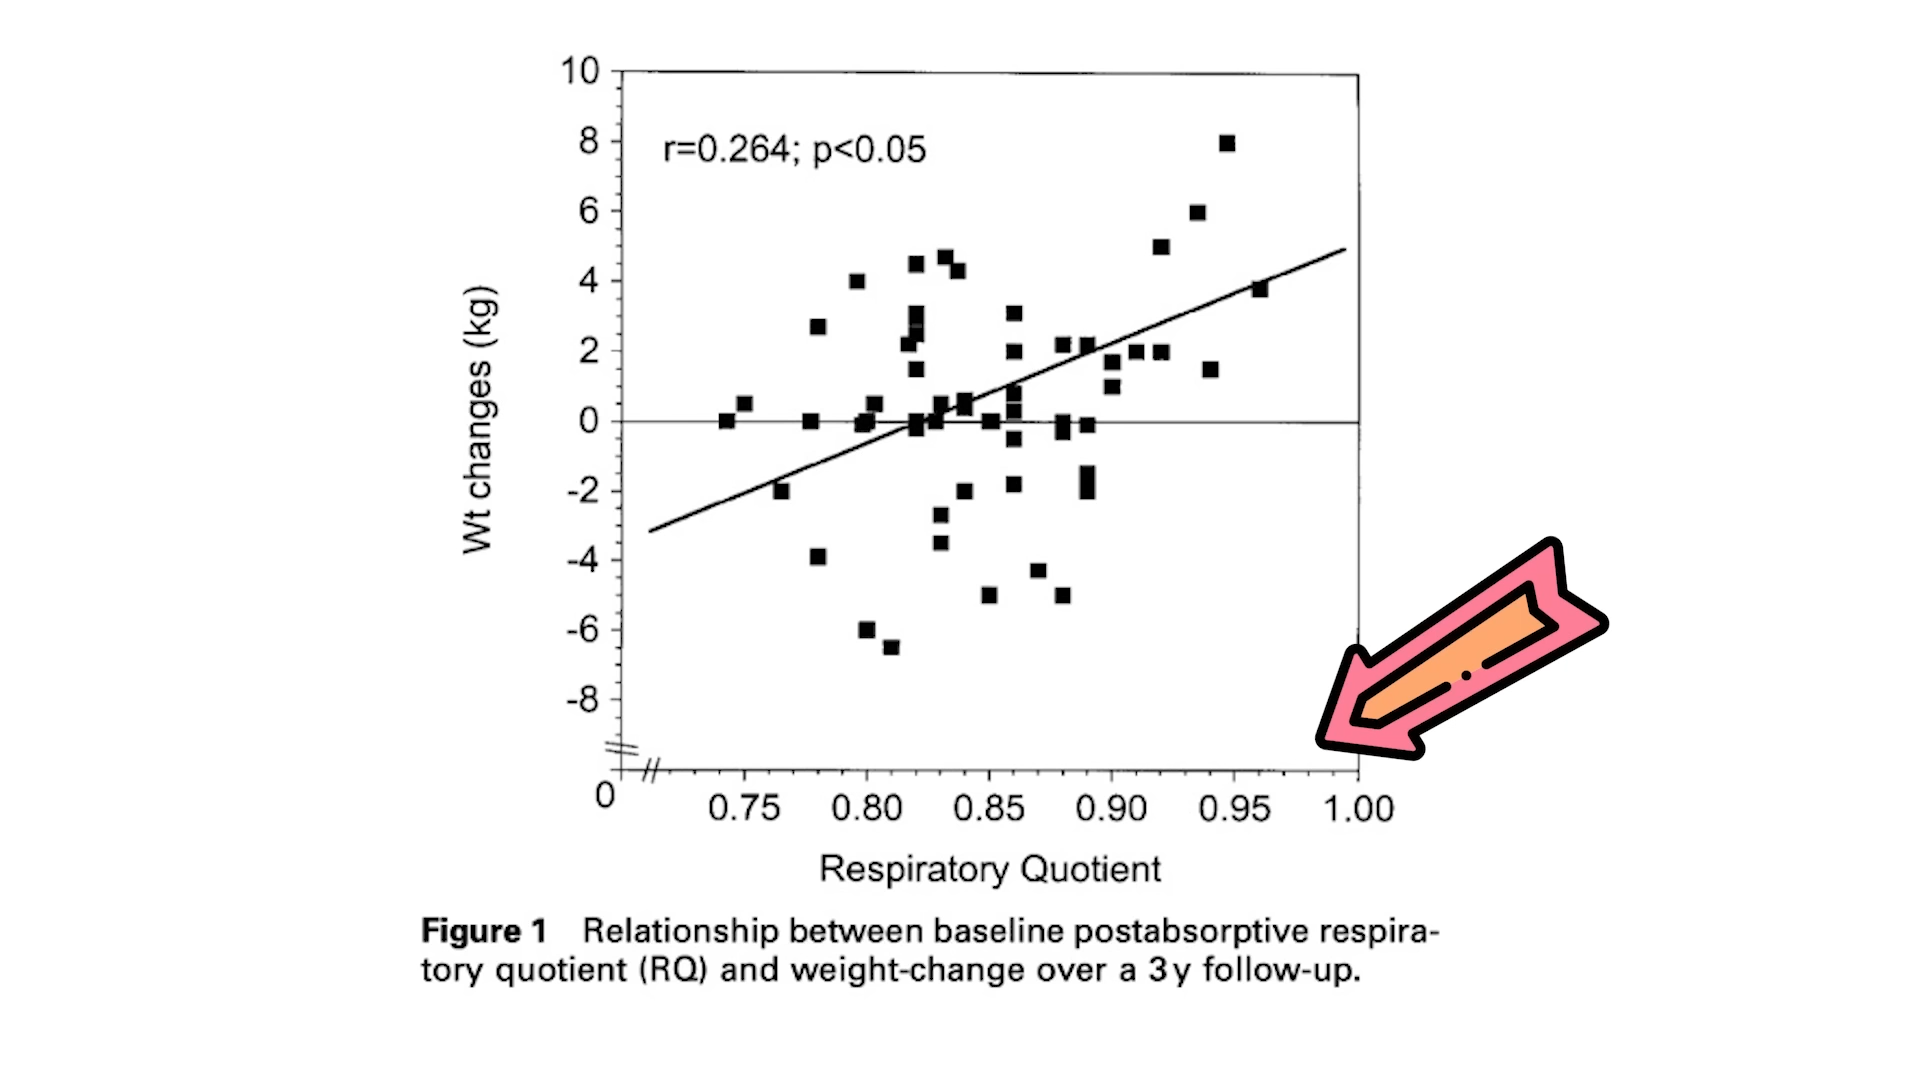 10
r=0.264; p<0.05
8
6
4
2
0
-2
-4
-6
-8
Wt changes (kg)
0 0.75 0.80 0.85 0.90 0.95 1.00
Respiratory Quotient
Figure 1 Relationship between baseline postabsorptive respira-
tory quotient (RQ) and weight-change over a 3 y follow-up.